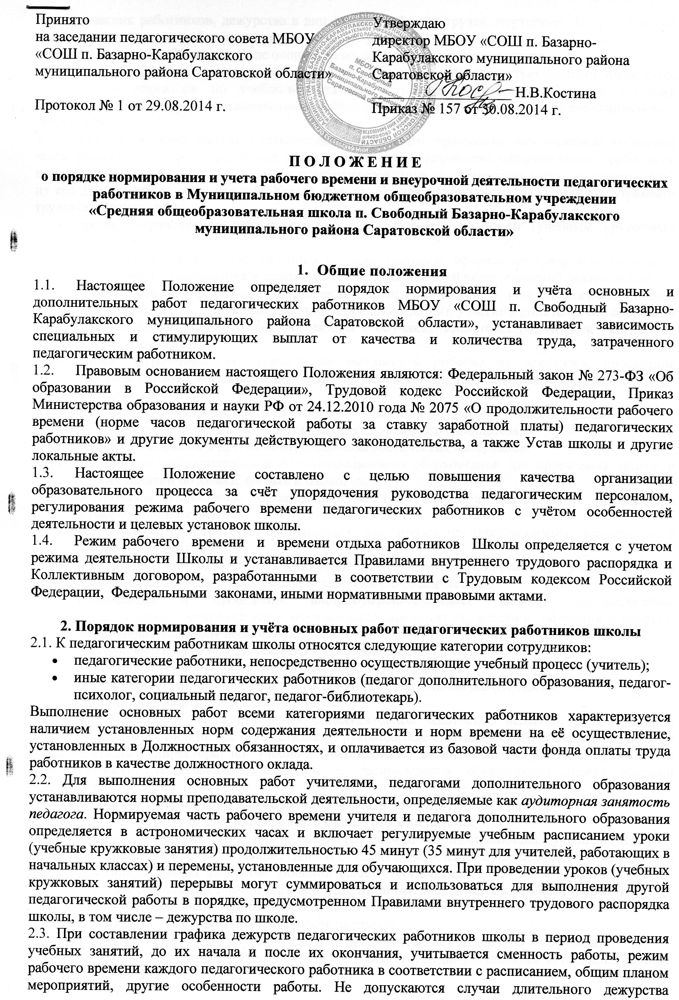 Принято
на заседании педагогического совета МБОУ
«СОШ п. Базарно-Карабулакского
муниципального района Саратовской области»
Протокол № 1 от 29.08.2014 г.
Утверждаю
директор МБОУ «СОШ п. Базарно-
Карабулакского муниципального района
Саратовской области»
Н.В.Костина
Приказ № 157 от 30.08.2014 г.
МБОУ «СОШ
п. Свободный
Базарно-Карабулакского
муниципального района
Саратовской области»
П О Л О Ж Е Н И Е
о порядке нормирования и учета рабочего времени и внеурочной деятельности педагогических
работников в Муниципальном бюджетном общеобразовательном учреждении
«Средняя общеобразовательная школа п. Свободный Базарно-Карабулакского
муниципального района Саратовской области»
1. Общие положения
1.1. Настоящее Положение определяет порядок нормирования и учёта основных и
дополнительных работ педагогических работников МБОУ «СОШ п. Свободный Базарно-
Карабулакского муниципального района Саратовской области», устанавливает зависимость
специальных и стимулирующих выплат от качества и количества труда, затраченного
педагогическим работником.
1.2. Правовым основанием настоящего Положения являются: Федеральный закон № 273-ФЗ «Об
образовании в Российской Федерации», Трудовой кодекс Российской Федерации, Приказ
Министерства образования и науки РФ от 24.12.2010 года № 2075 «О продолжительности рабочего
времени (норме часов педагогической работы за ставку заработной платы) педагогических
работников» и другие документы действующего законодательства, а также Устав школы и другие
локальные акты.
1.3. Настоящее Положение составлено с целью повышения качества организации
образовательного процесса за счёт упорядочения руководства педагогическим персоналом,
регулирования режима рабочего времени педагогических работников с учётом особенностей
деятельности и целевых установок школы.
1.4. Режим рабочего времени и времени отдыха работников Школы определяется с учетом
режима деятельности Школы и устанавливается Правилами внутреннего трудового распорядка и
Коллективным договором, разработанными в соответствии с Трудовым кодексом Российской
Федерации, Федеральными законами, иными нормативными правовыми актами.
2. Порядок нормирования и учёта основных работ педагогических работников школы
2.1. К педагогическим работникам школы относятся следующие категории сотрудников:
• педагогические работники, непосредственно осуществляющие учебный процесс (учитель);
• иные категории педагогических работников (педагог дополнительного образования, педагог-
психолог, социальный педагог, педагог-библиотекарь).
Выполнение основных работ всеми категориями педагогических работников характеризуется
наличием установленных норм содержания деятельности и норм времени на её осуществление,
установленных в Должностных обязанностях, и оплачивается из базовой части фонда оплаты труда
работников в качестве должностного оклада.
2.2. Для выполнения основных работ учителями, педагогами дополнительного образования
устанавливаются нормы преподавательской деятельности, определяемые как аудиторная занятость
педагога. Нормируемая часть рабочего времени учителя и педагога дополнительного образования
определяется в астрономических часах и включает регулируемые учебным расписанием уроки
(учебные кружковые занятия) продолжительностью 45 минут (35 минут для учителей, работающих в
начальных классах) и перемены, установленные для обучающихся. При проведении уроков (учебных
кружковых занятий) перерывы могут суммироваться и использоваться для выполнения другой
педагогической работы в порядке, предусмотренном Правилами внутреннего трудового распорядка
школы, в том числе – дежурства по школе.
2.3. При составлении графика дежурств педагогических работников школы в период проведения
учебных занятий, до их начала и после их окончания, учитывается сменность работы, режим
рабочего времени каждого педагогического работника в соответствии с расписанием, общим планом
мероприятий, другие особенности работы. Не допускаются случаи длительного дежурства